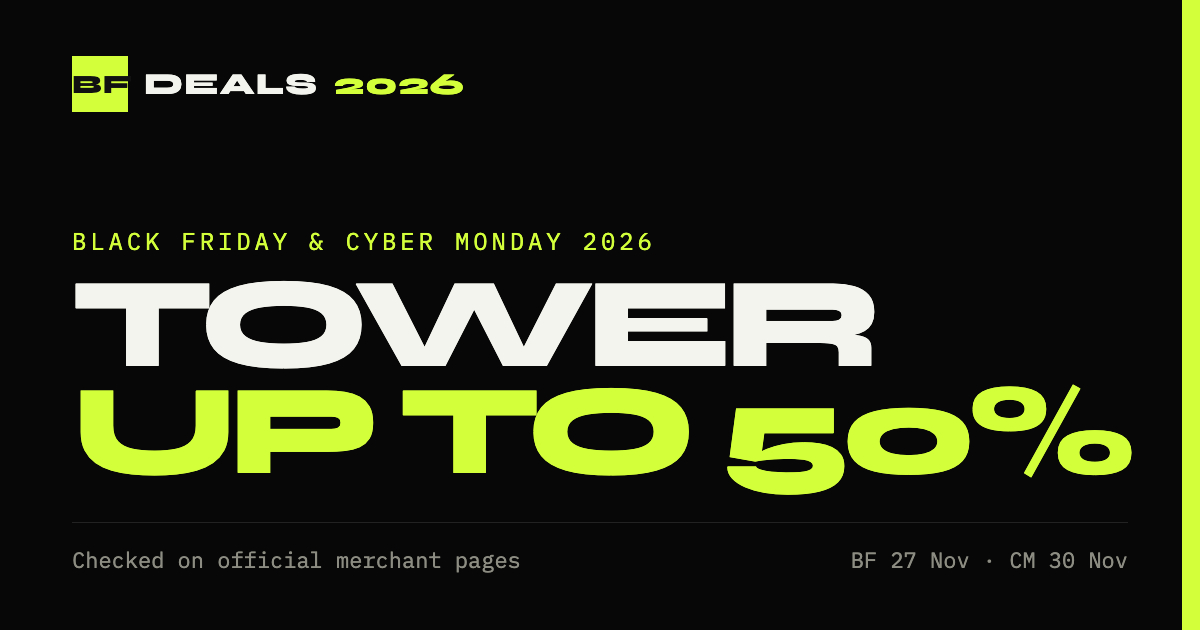 BF DEALS 2026
BLACK FRIDAY & CYBER MONDAY 2026
TOWER
UP TO 50%
Checked on official merchant pages
BF 27 Nov · CM 30 Nov